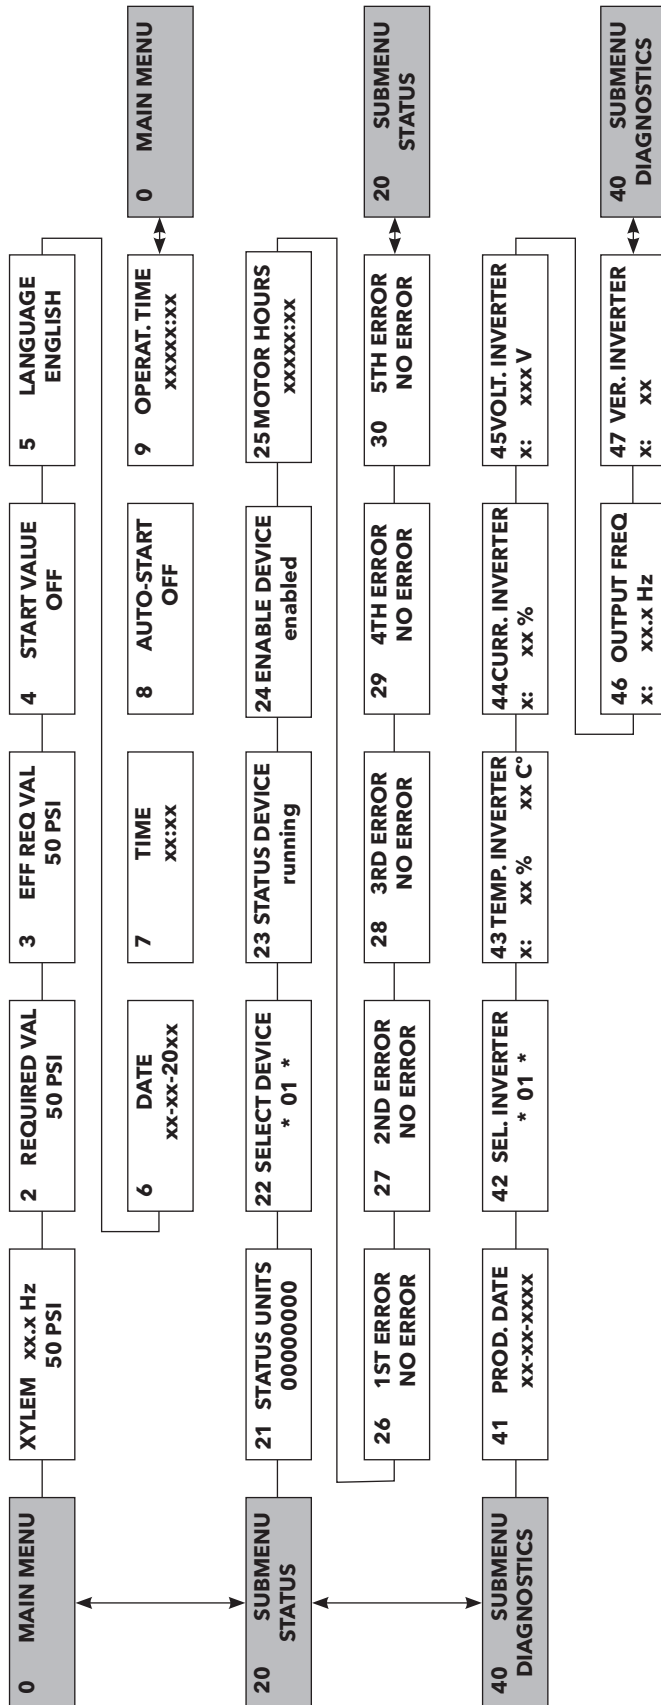 0 MAIN MENU
XYLEM xx.x Hz
50 PSI
2 REQUIRED VAL
50 PSI
3 EFF REQ VAL
50 PSI
4 START VALUE
OFF
5 LANGUAGE
ENGLISH
6 DATE
xx-xx-20xx
7 TIME
xx:xx
8 AUTO-START
OFF
9 OPERAT. TIME
xxxxx:xx
0 MAIN MENU
20 SUBMENU
STATUS
21 STATUS UNITS
00000000
22 SELECT DEVICE
* 01 *
23 STATUS DEVICE
running
24 ENABLE DEVICE
enabled
25 MOTOR HOURS
xxxxx:xx
26 1ST ERROR
NO ERROR
27 2ND ERROR
NO ERROR
28 3RD ERROR
NO ERROR
29 4TH ERROR
NO ERROR
30 5TH ERROR
NO ERROR
20 SUBMENU
STATUS
40 SUBMENU
DIAGNOSTICS
41 PROD. DATE
xx-xx-xxxx
42 SEL. INVERTER
* 01 *
43 TEMP. INVERTER
x: xx % xx C°
44CURR. INVERTER
x: xx %
45VOLT. INVERTER
x: xxx V
46 OUTPUT FREQ
x: xx.x Hz
47 VER. INVERTER
x: xx
40 SUBMENU
DIAGNOSTICS